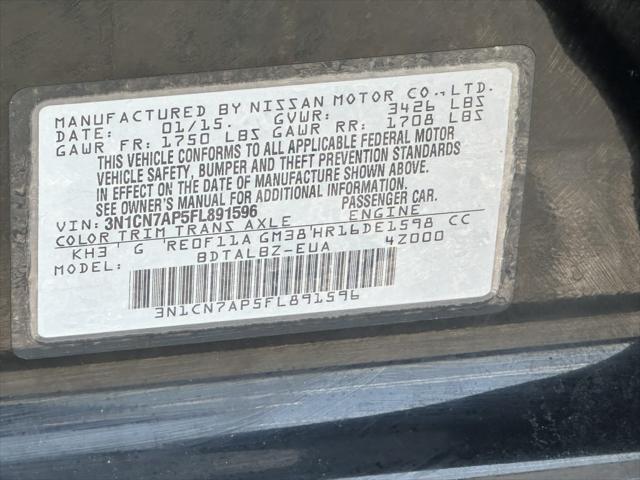 MANUFACTURED BY NISSAN MOTOR CO., LTD.
DATE: 01/15. GVWR: 3426 LBS
GAWR FR: 1750 LBS GAWR RR: 1708 LBS
THIS VEHICLE CONFORMS TO ALL APPLICABLE FEDERAL MOTOR
VEHICLE SAFETY, BUMPER AND THEFT PREVENTION STANDARDS
IN EFFECT ON THE DATE OF MANUFACTURE SHOWN ABOVE.
SEE OWNER'S MANUAL FOR ADDITIONAL INFORMATION.
VIN: 3N1CN7AP5FL891596 PASSENGER CAR.
COLOR TRIM TRANS AXLE ENGINE
KH3' G 'RE0F11A GM38'HR16DE1598 CC
MODEL: BDTALBZ-EUA 4Z000
3N1CN7AP5FL891596